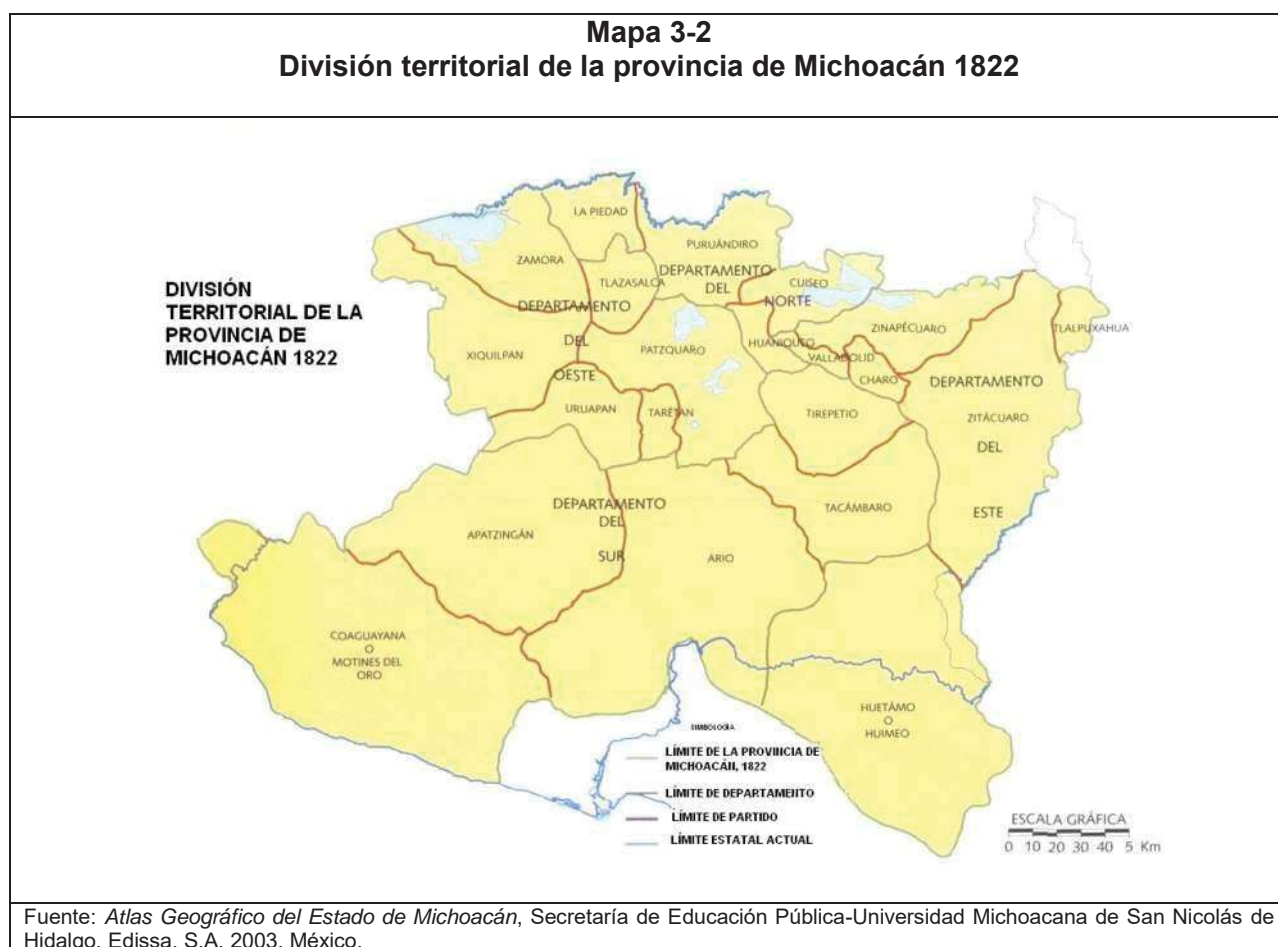 Mapa 3-2
División territorial de la provincia de Michoacán 1822
DIVISIÓN
TERRITORIAL DE LA
PROVINCIA DE
MICHOACÁN 1822
LA PIEDAD
PURUÁNDIRO
ZAMORA
TLAZASALCA
DEPARTAMENTO
DEL
NORTE
CUISEO
ZINAPÉCUARO
TLALPUXAHUA
DEPARTAMENTO
DEL
OESTE
XIQUILPAN
PATZQUARO
HUANIQUEO
VALLADOLID
CHARO
DEPARTAMENTO
ZITÁCUARO
DEL
ESTE
URUAPAN
TARÉTAN
TIREPETIO
DEPARTAMENTO
DEL
SUR
APATZINGÁN
ARIO
TACÁMBARO
COAGUAYANA
O
MOTINES DEL
ORO
HUETÁMO
O
HUIMEO
SIMBOLOGÍA
LÍMITE DE LA PROVINCIA DE
MICHOACÁN, 1822
LÍMITE DE DEPARTAMENTO
LÍMITE DE PARTIDO
LÍMITE ESTATAL ACTUAL
ESCALA GRÁFICA
0 10 20 30 40 5 Km
Fuente: Atlas Geográfico del Estado de Michoacán, Secretaría de Educación Pública-Universidad Michoacana de San Nicolás de
Hidalgo, Edissa, S.A. 2003, México.